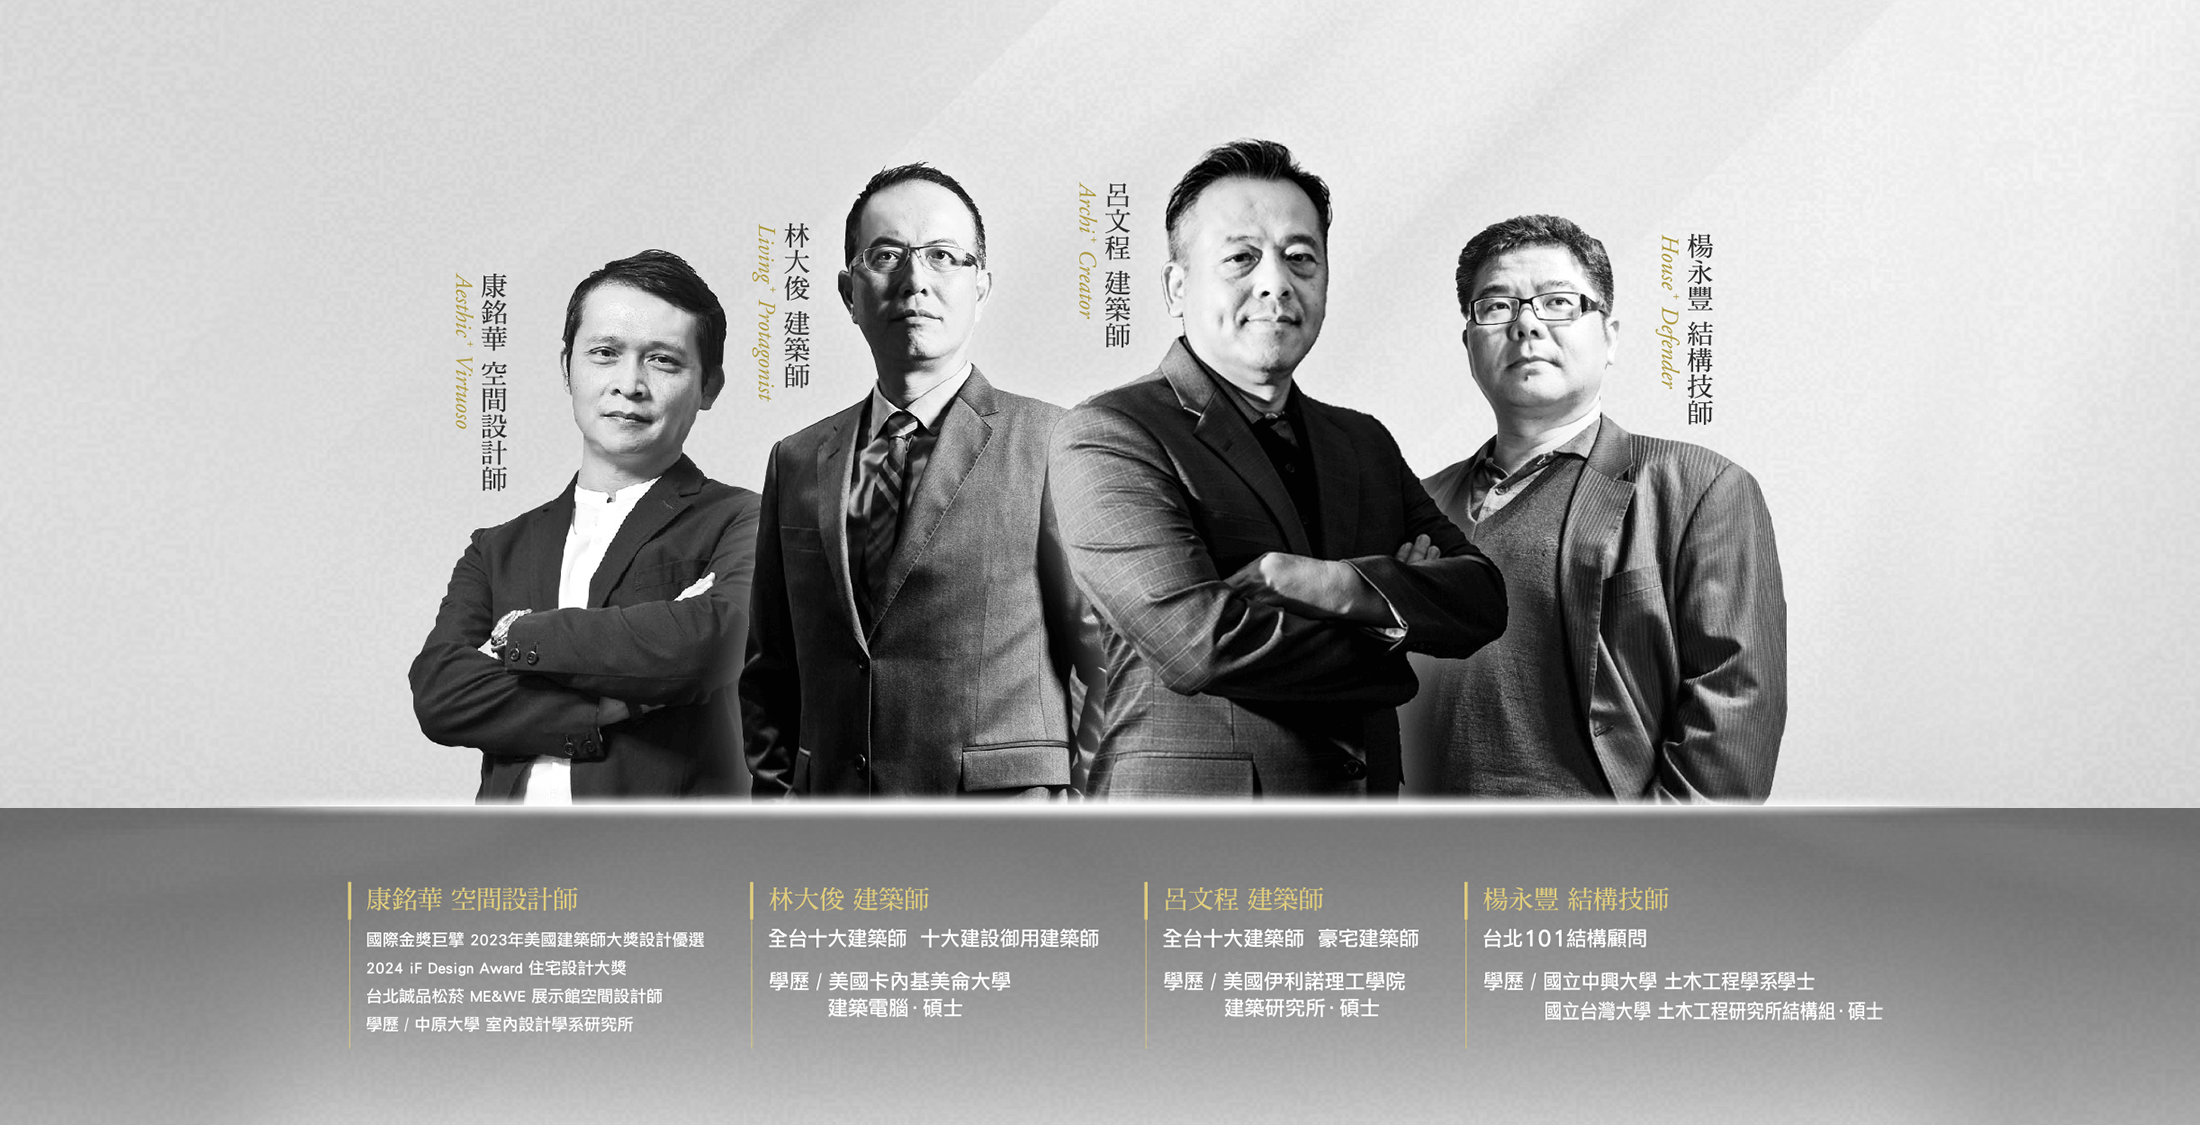 康銘華 空間設計師
Aesthic⁺ Virtuoso
林大俊 建築師
Living⁺ Protagonist
呂文程 建築師
Archi⁺ Creator
楊永豐 結構技師
House⁺ Defender
康銘華 空間設計師
國際金獎巨擘 2023年美國建築師大獎設計優選
2024 iF Design Award 住宅設計大獎
台北誠品松菸 ME&WE 展示館空間設計師
學歷 / 中原大學 室內設計學系研究所
林大俊 建築師
全台十大建築師 十大建設御用建築師
學歷 / 美國卡內基美侖大學
建築電腦‧碩士
呂文程 建築師
全台十大建築師 豪宅建築師
學歷 / 美國伊利諾理工學院
建築研究所‧碩士
楊永豐 結構技師
台北101結構顧問
學歷 / 國立中興大學 土木工程學系學士
國立台灣大學 土木工程研究所結構組‧碩士